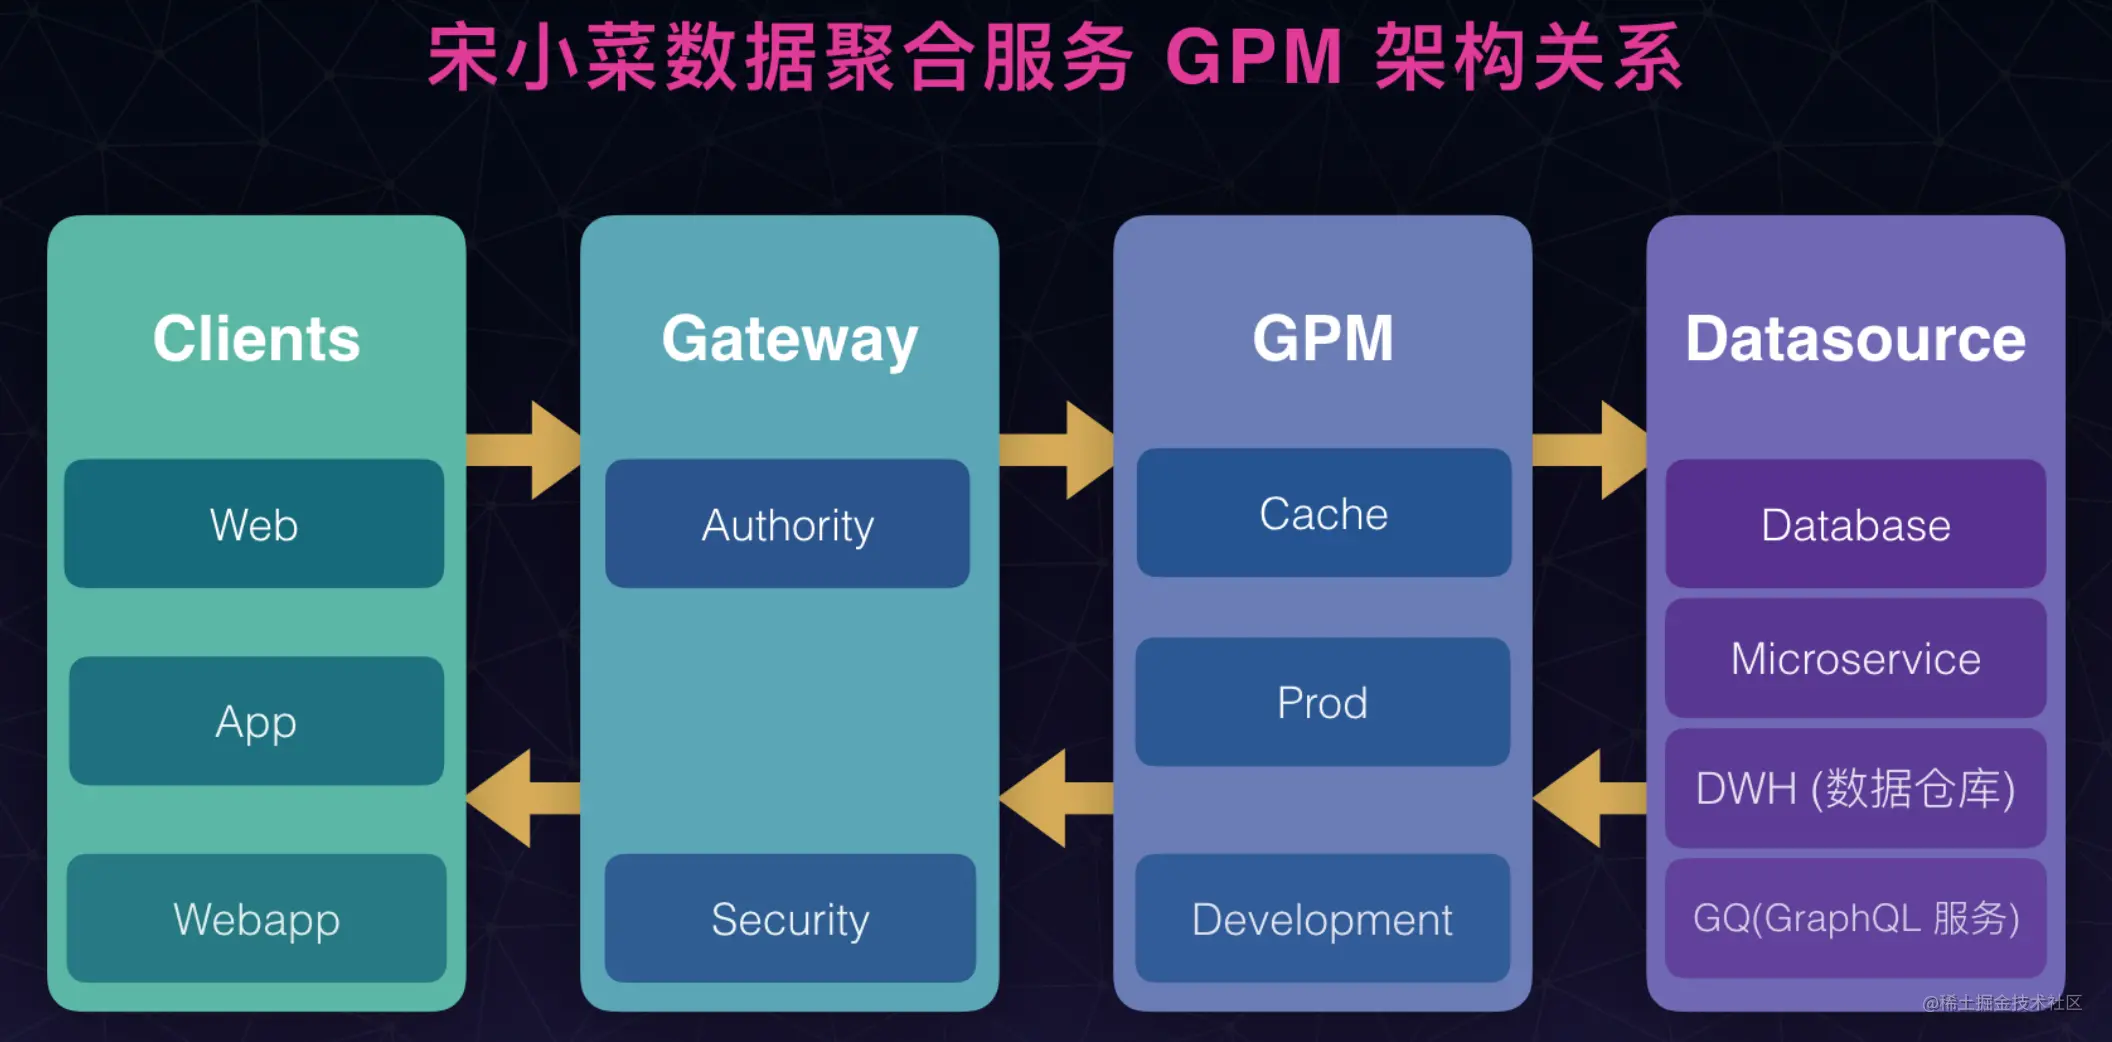 宋小菜数据聚合服务 GPM 架构关系
Clients
Web
App
Webapp
Gateway
Authority
Security
GPM
Cache
Prod
Development
Datasource
Database
Microservice
DWH (数据仓库)
GQ(GraphQL 服务)
@稀土掘金技术社区